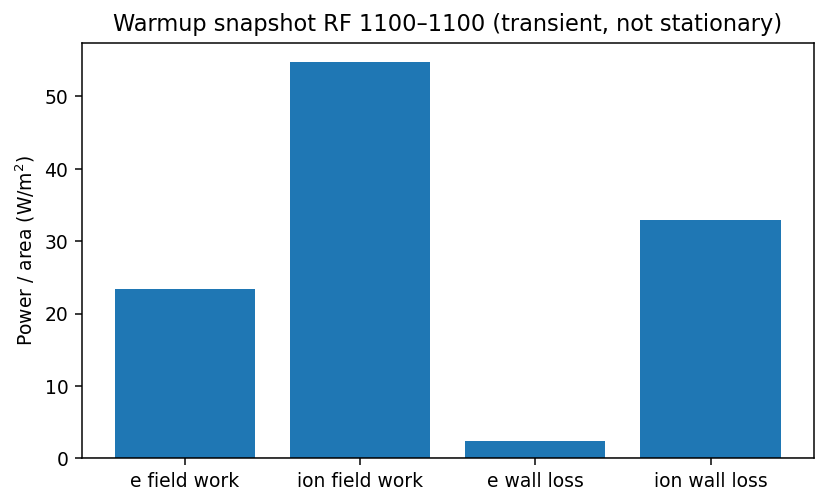 Warmup snapshot RF 1100–1100 (transient, not stationary)
Power / area (W/m²)
50
40
30
20
10
0
e field work
ion field work
e wall loss
ion wall loss